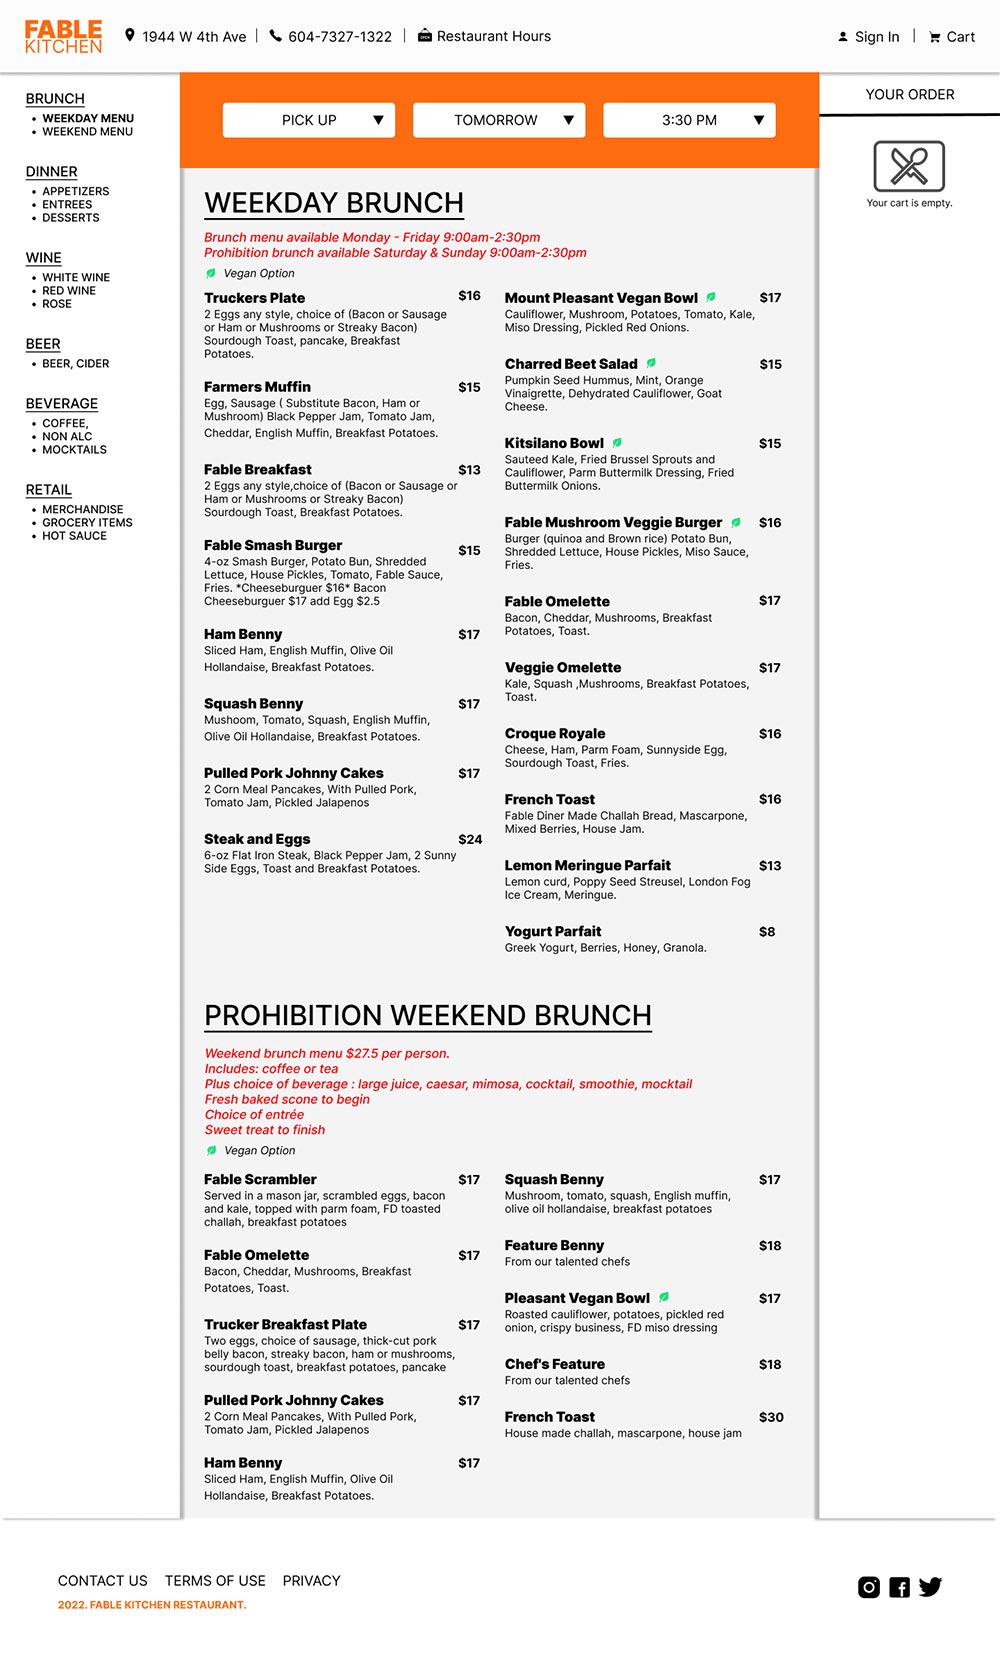 FABLE
KITCHEN
1944 W 4th Ave
604-7327-1322
OPEN
Restaurant Hours
Sign In
Cart
BRUNCH
• WEEKDAY MENU
• WEEKEND MENU
DINNER
• APPETIZERS
• ENTREES
• DESSERTS
WINE
• WHITE WINE
• RED WINE
• ROSE
BEER
• BEER, CIDER
BEVERAGE
• COFFEE,
• NON ALC
• MOCKTAILS
RETAIL
• MERCHANDISE
• GROCERY ITEMS
• HOT SAUCE
PICK UP ▼
TOMORROW ▼
3:30 PM ▼
WEEKDAY BRUNCH
Brunch menu available Monday - Friday 9:00am-2:30pm
Prohibition brunch available Saturday & Sunday 9:00am-2:30pm
Vegan Option
Truckers Plate $16
2 Eggs any style, choice of (Bacon or Sausage
or Ham or Mushrooms or Streaky Bacon)
Sourdough Toast, pancake, Breakfast
Potatoes.
Farmers Muffin $15
Egg, Sausage ( Substitute Bacon, Ham or
Mushroom) Black Pepper Jam, Tomato Jam,
Cheddar, English Muffin, Breakfast Potatoes.
Fable Breakfast $13
2 Eggs any style,choice of (Bacon or Sausage or
Ham or Mushrooms or Streaky Bacon)
Sourdough Toast, Breakfast Potatoes.
Fable Smash Burger $15
4-oz Smash Burger, Potato Bun, Shredded
Lettuce, House Pickles, Tomato, Fable Sauce,
Fries. *Cheeseburguer $16* Bacon
Cheeseburguer $17 add Egg $2.5
Ham Benny $17
Sliced Ham, English Muffin, Olive Oil
Hollandaise, Breakfast Potatoes.
Squash Benny $17
Mushoom, Tomato, Squash, English Muffin,
Olive Oil Hollandaise, Breakfast Potatoes.
Pulled Pork Johnny Cakes $17
2 Corn Meal Pancakes, With Pulled Pork,
Tomato Jam, Pickled Jalapenos
Steak and Eggs $24
6-oz Flat Iron Steak, Black Pepper Jam, 2 Sunny
Side Eggs, Toast and Breakfast Potatoes.
Mount Pleasant Vegan Bowl $17
Cauliflower, Mushroom, Potatoes, Tomato, Kale,
Miso Dressing, Pickled Red Onions.
Charred Beet Salad $15
Pumpkin Seed Hummus, Mint, Orange
Vinaigrette, Dehydrated Cauliflower, Goat
Cheese.
Kitsilano Bowl $15
Sauteed Kale, Fried Brussel Sprouts and
Cauliflower, Parm Buttermilk Dressing, Fried
Buttermilk Onions.
Fable Mushroom Veggie Burger $16
Burger (quinoa and Brown rice) Potato Bun,
Shredded Lettuce, House Pickles, Miso Sauce,
Fries.
Fable Omelette $17
Bacon, Cheddar, Mushrooms, Breakfast
Potatoes, Toast.
Veggie Omelette $17
Kale, Squash ,Mushrooms, Breakfast Potatoes,
Toast.
Croque Royale $16
Cheese, Ham, Parm Foam, Sunnyside Egg,
Sourdough Toast, Fries.
French Toast $16
Fable Diner Made Challah Bread, Mascarpone,
Mixed Berries, House Jam.
Lemon Meringue Parfait $13
Lemon curd, Poppy Seed Streusel, London Fog
Ice Cream, Meringue.
Yogurt Parfait $8
Greek Yogurt, Berries, Honey, Granola.
PROHIBITION WEEKEND BRUNCH
Weekend brunch menu $27.5 per person.
Includes: coffee or tea
Plus choice of beverage : large juice, caesar, mimosa, cocktail, smoothie, mocktail
Fresh baked scone to begin
Choice of entrée
Sweet treat to finish
Vegan Option
Fable Scrambler $17
Served in a mason jar, scrambled eggs, bacon
and kale, topped with parm foam, FD toasted
challah, breakfast potatoes
Fable Omelette $17
Bacon, Cheddar, Mushrooms, Breakfast
Potatoes, Toast.
Trucker Breakfast Plate $17
Two eggs, choice of sausage, thick-cut pork
belly bacon, streaky bacon, ham or mushrooms,
sourdough toast, breakfast potatoes, pancake
Pulled Pork Johnny Cakes $17
2 Corn Meal Pancakes, With Pulled Pork,
Tomato Jam, Pickled Jalapenos
Ham Benny $17
Sliced Ham, English Muffin, Olive Oil
Hollandaise, Breakfast Potatoes.
Squash Benny $17
Mushroom, tomato, squash, English muffin,
olive oil hollandaise, breakfast potatoes
Feature Benny $18
From our talented chefs
Pleasant Vegan Bowl $17
Roasted cauliflower, potatoes, pickled red
onion, crispy business, FD miso dressing
Chef's Feature $18
From our talented chefs
French Toast $30
House made challah, mascarpone, house jam
YOUR ORDER
Your cart is empty.
CONTACT US TERMS OF USE PRIVACY
2022. FABLE KITCHEN RESTAURANT.